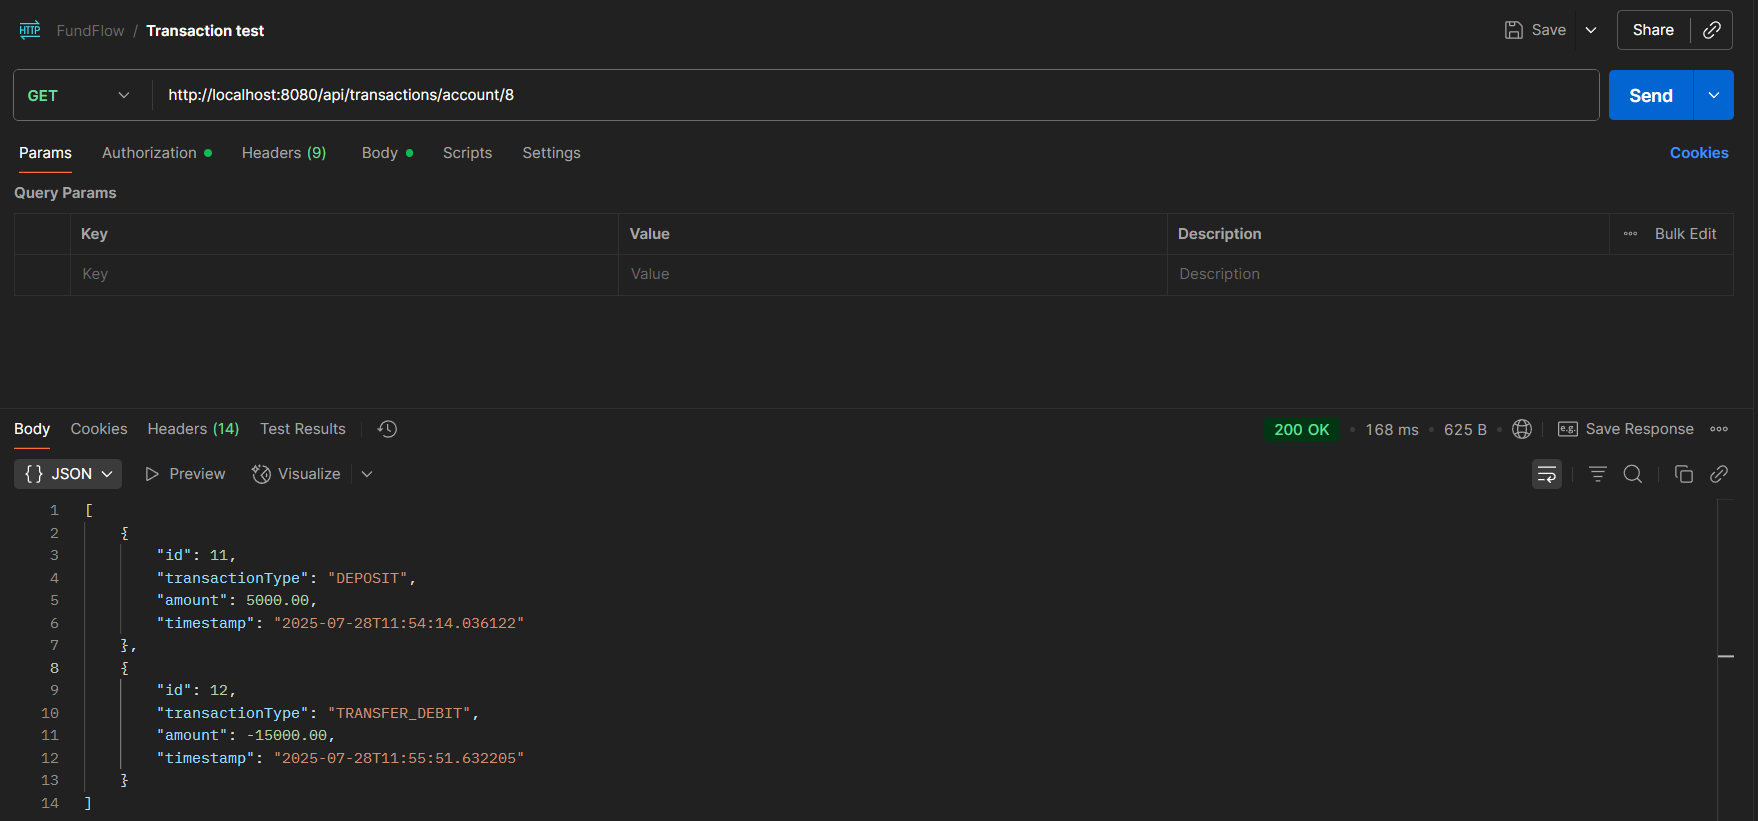 HTTP FundFlow / Transaction test Save Share
GET http://localhost:8080/api/transactions/account/8 Send
Params Authorization Headers (9) Body Scripts Settings Cookies
Query Params
Key Value Description Bulk Edit
Key Value Description
Body Cookies Headers (14) Test Results 200 OK • 168 ms • 625 B • e.g. Save Response
{} JSON Preview Visualize
1 [
2 {
3 "id": 11,
4 "transactionType": "DEPOSIT",
5 "amount": 5000.00,
6 "timestamp": "2025-07-28T11:54:14.036122"
7 },
8 {
9 "id": 12,
10 "transactionType": "TRANSFER_DEBIT",
11 "amount": -15000.00,
12 "timestamp": "2025-07-28T11:55:51.632205"
13 }
14 ]